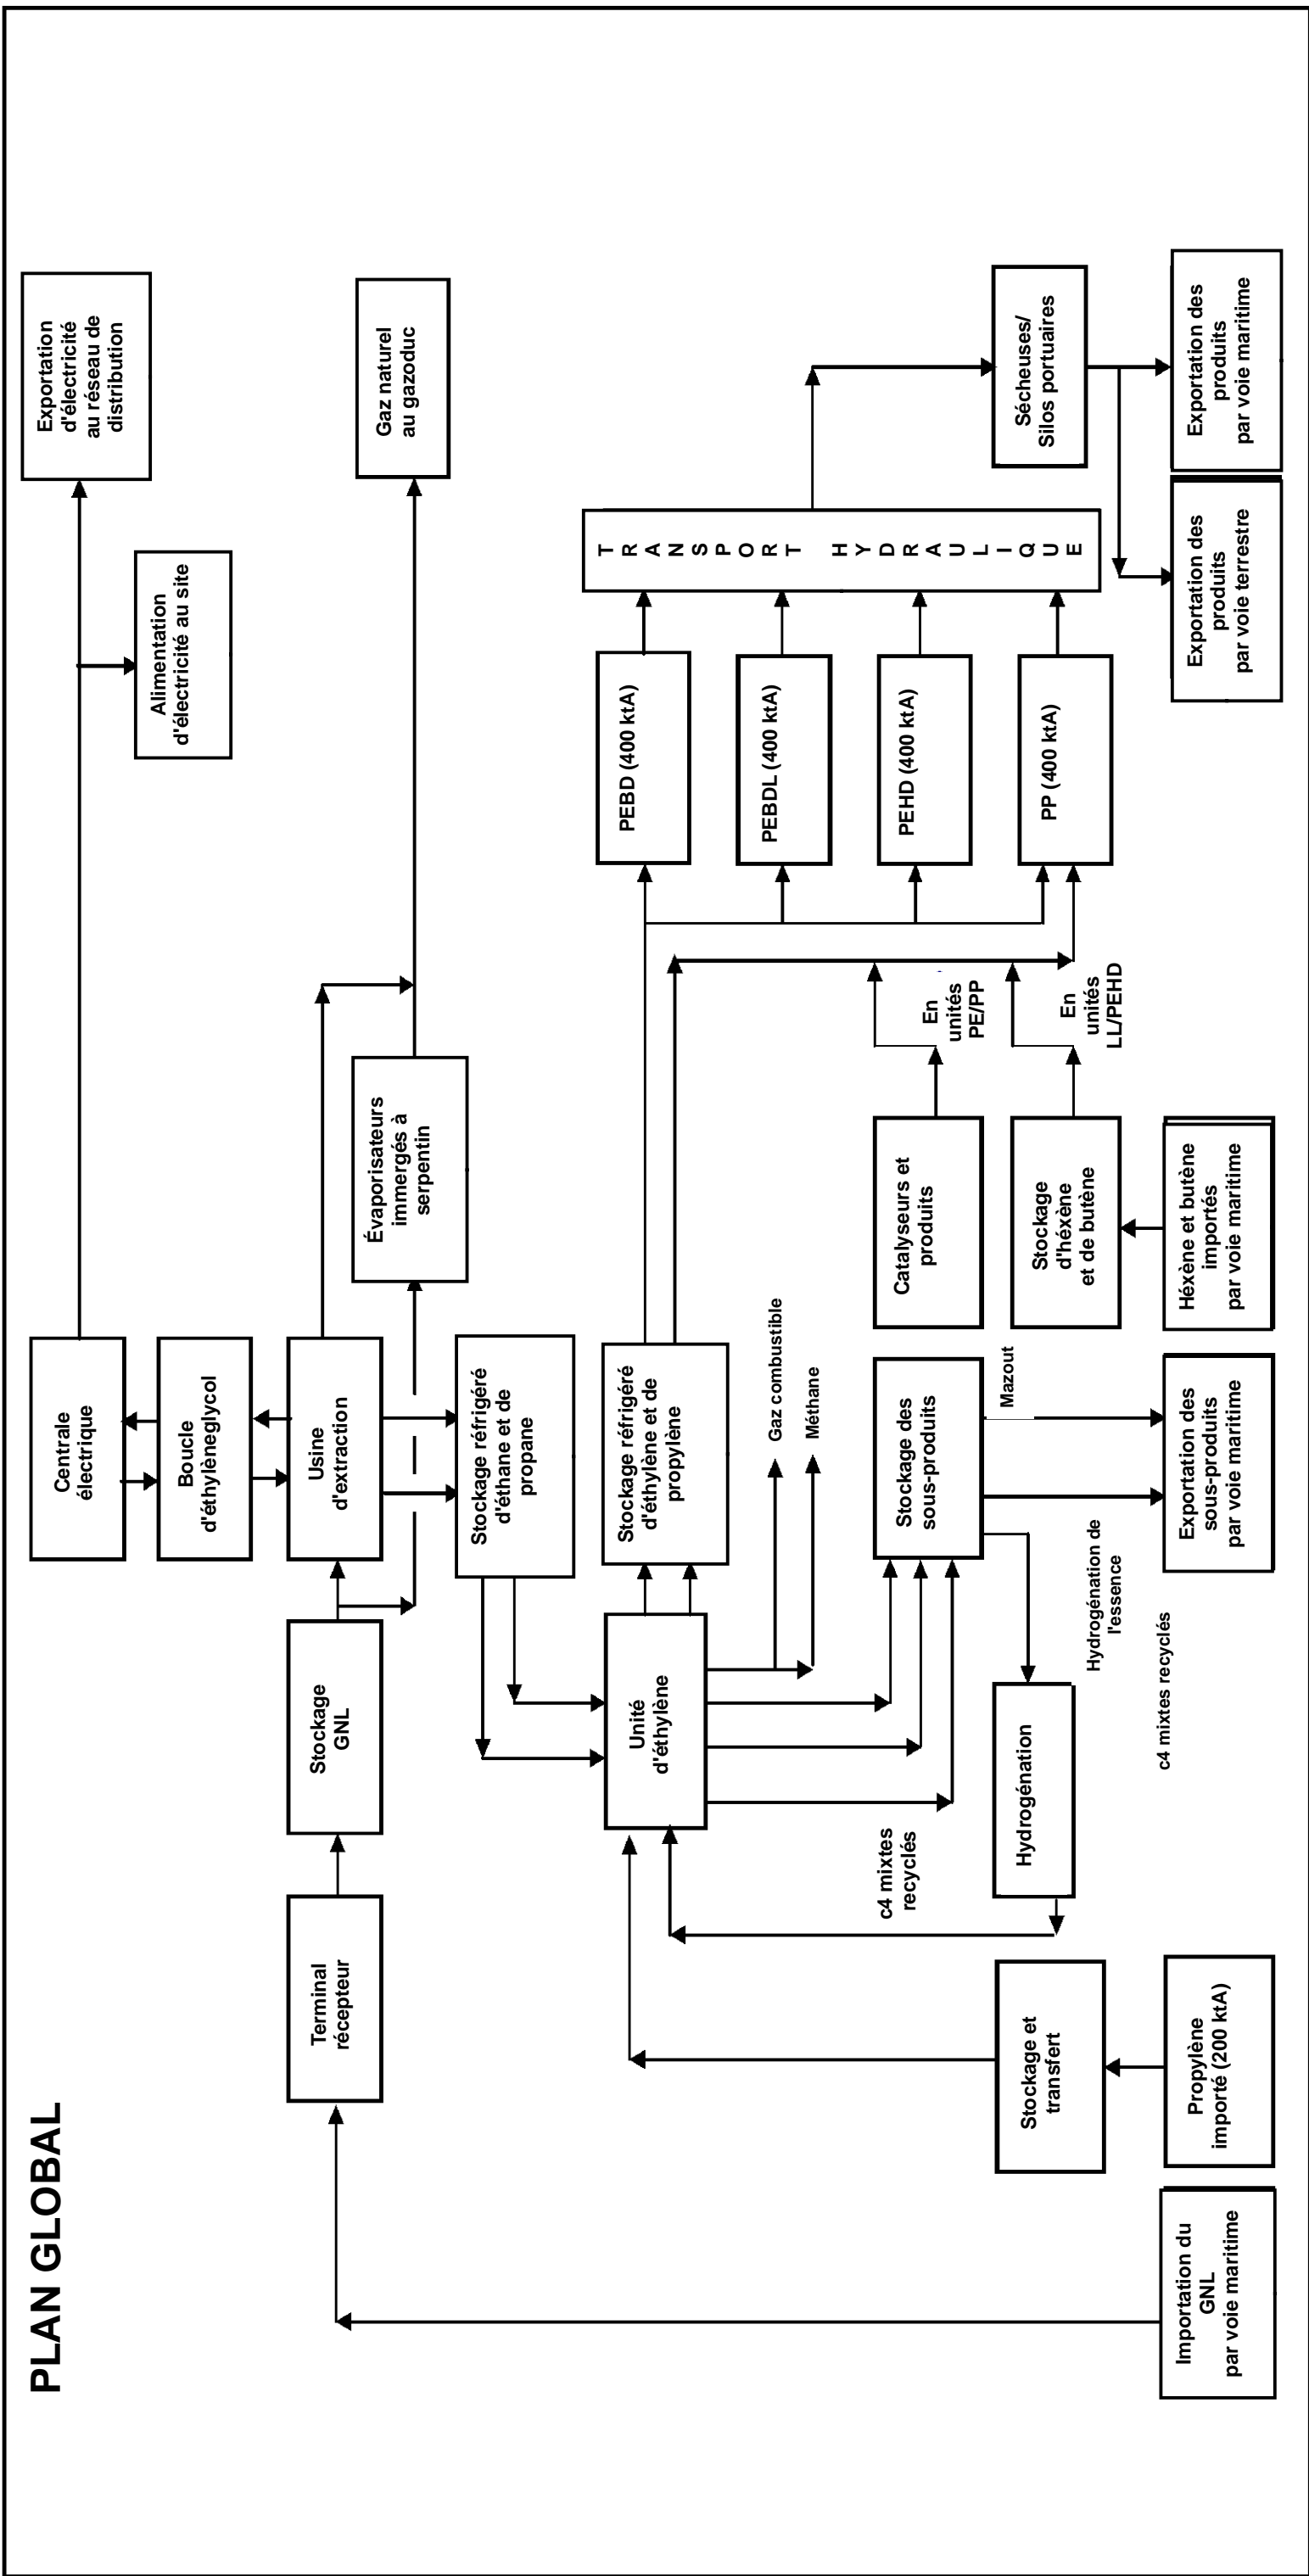 PLAN GLOBAL
Centrale
électrique
Exportation
d'électricité
au réseau de
distribution
Alimentation
d'électricité au site
Boucle
d'éthylèneglycol
Terminal
récepteur
Stockage
GNL
Usine
d'extraction
Évaporisateurs
immergés à
serpentin
Gaz naturel
au gazoduc
Stockage réfrigéré
d'éthane et de
propane
Unité
d'éthylène
Stockage réfrigéré
d'éthylène et de
propylène
Gaz combustible
Méthane
PEBD (400 ktA)
PEBDL (400 ktA)
PEHD (400 ktA)
PP (400 ktA)
TRANSPORT HYDRAULIQUE
c4 mixtes
recyclés
Stockage des
sous-produits
Catalyseurs et
produits
En
unités
PE/PP
Stockage et
transfert
Hydrogénation
Hydrogénation de
l'essence
Mazout
Stockage
d'héxène
et de butène
En
unités
LL/PEHD
Sécheuses/
Silos portuaires
c4 mixtes recyclés
Importation du
GNL
par voie maritime
Propylène
importé (200 ktA)
Exportation des
sous-produits
par voie maritime
Héxène et butène
importés
par voie maritime
Exportation des
produits
par voie terrestre
Exportation des
produits
par voie maritime